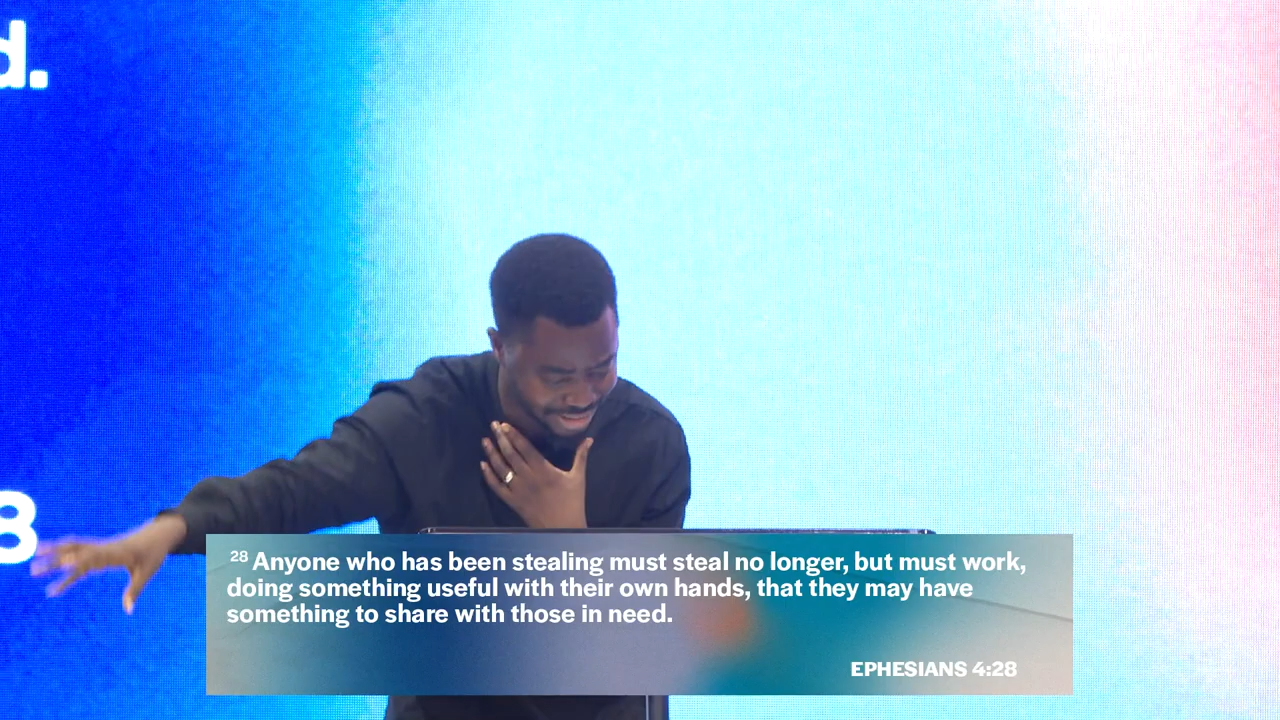 d.
8
28 Anyone who has been stealing must steal no longer, but must work,
doing something useful with their own hands, that they may have
something to share with those in need.
EPHESIANS 4:28